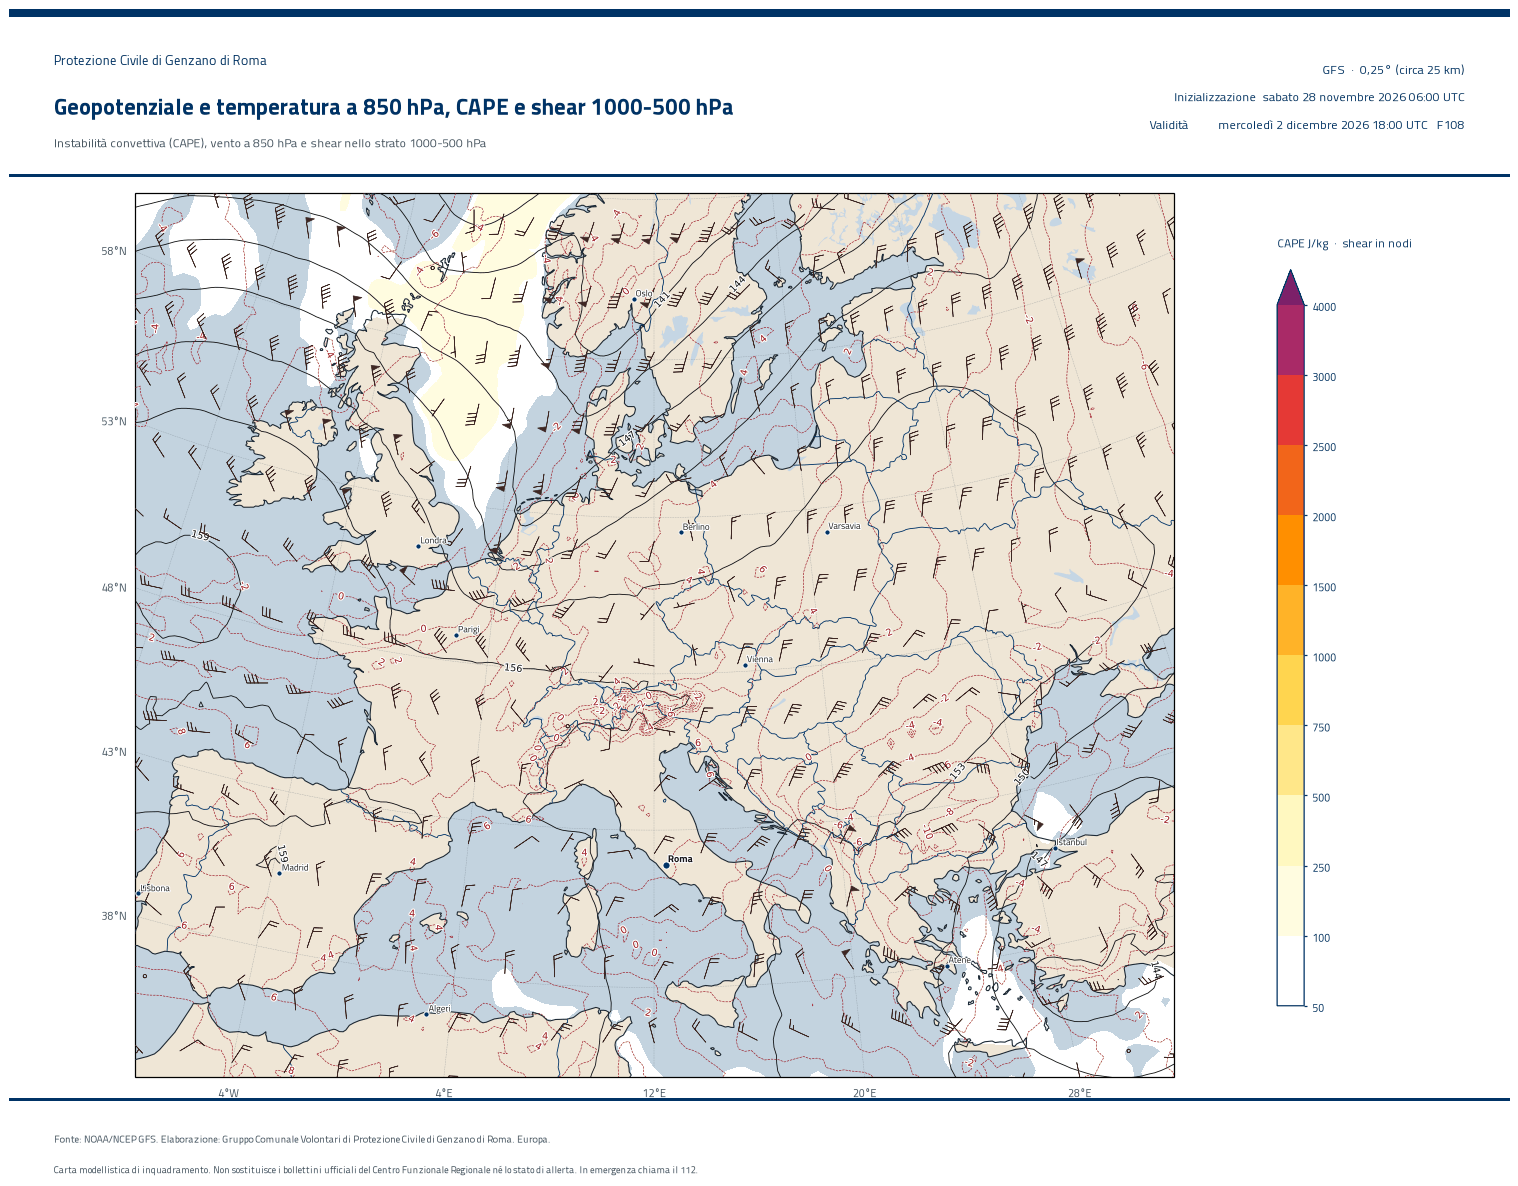 Protezione Civile di Genzano di Roma
Geopotenziale e temperatura a 850 hPa, CAPE e shear 1000-500 hPa
Instabilità convettiva (CAPE), vento a 850 hPa e shear nello strato 1000-500 hPa
GFS · 0,25° (circa 25 km)
Inizializzazione sabato 28 novembre 2026 06:00 UTC
Validità mercoledì 2 dicembre 2026 18:00 UTC F108
CAPE J/kg · shear in nodi
4000
3000
2500
2000
1500
1000
750
500
250
100
50
58°N
53°N
48°N
43°N
38°N
4°W
4°E
12°E
20°E
28°E
Oslo
Berlino
Varsavia
Londra
Parigi
Vienna
Roma
Madrid
Lisbona
Algeri
Atene
Istanbul
141
144
147
159
156
153
150
159
147
144
Fonte: NOAA/NCEP GFS. Elaborazione: Gruppo Comunale Volontari di Protezione Civile di Genzano di Roma. Europa.
Carta modellistica di inquadramento. Non sostituisce i bollettini ufficiali del Centro Funzionale Regionale né lo stato di allerta. In emergenza chiama il 112.